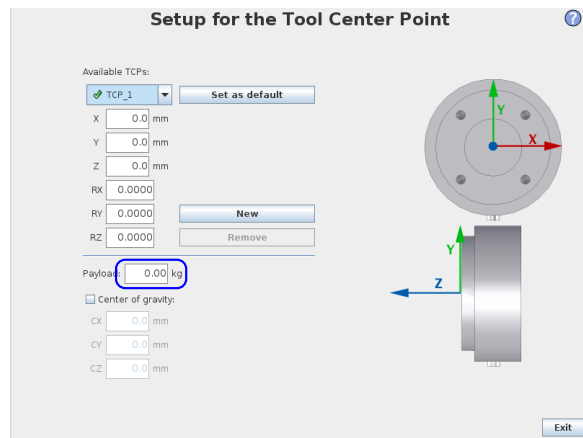 Setup for the Tool Center Point
?
Available TCPs:
TCP_1 Set as default
X 0.0 mm
Y 0.0 mm
Z 0.0 mm
RX 0.0000
RY 0.0000 New
RZ 0.0000 Remove
Payload: 0.00 kg
Center of gravity:
CX 0.0 mm
CY 0.0 mm
CZ 0.0 mm
Y
X
Y
Z
Exit